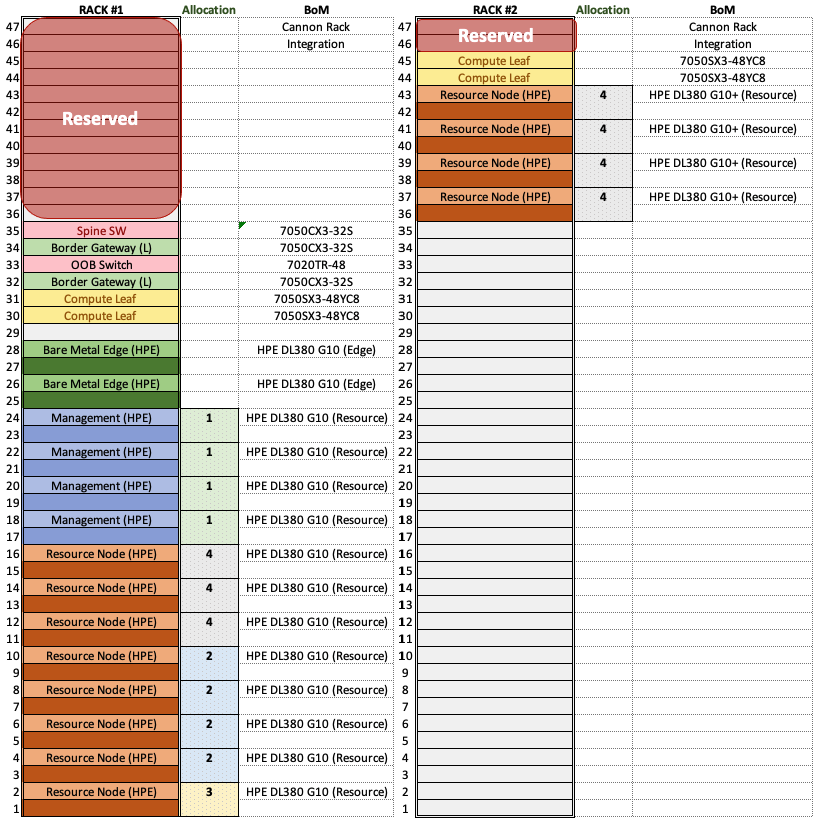 RACK #1 Allocation BoM RACK #2 Allocation BoM
47 Cannon Rack 47 Cannon Rack
46 Integration 46 Reserved Integration
45 45 Compute Leaf 7050SX3-48YC8
44 44 Compute Leaf 7050SX3-48YC8
43 43 Resource Node (HPE) 4 HPE DL380 G10+ (Resource)
42 42
41 Reserved 41 Resource Node (HPE) 4 HPE DL380 G10+ (Resource)
40 40
39 39 Resource Node (HPE) 4 HPE DL380 G10+ (Resource)
38 38
37 37 Resource Node (HPE) 4 HPE DL380 G10+ (Resource)
36 36
35 Spine SW 7050CX3-32S 35
34 Border Gateway (L) 7050CX3-32S 34
33 OOB Switch 7020TR-48 33
32 Border Gateway (L) 7050CX3-32S 32
31 Compute Leaf 7050SX3-48YC8 31
30 Compute Leaf 7050SX3-48YC8 30
29 29
28 Bare Metal Edge (HPE) HPE DL380 G10 (Edge) 28
27 27
26 Bare Metal Edge (HPE) HPE DL380 G10 (Edge) 26
25 25
24 Management (HPE) 1 HPE DL380 G10 (Resource) 24
23 23
22 Management (HPE) 1 HPE DL380 G10 (Resource) 22
21 21
20 Management (HPE) 1 HPE DL380 G10 (Resource) 20
19 19
18 Management (HPE) 1 HPE DL380 G10 (Resource) 18
17 17
16 Resource Node (HPE) 4 HPE DL380 G10 (Resource) 16
15 15
14 Resource Node (HPE) 4 HPE DL380 G10 (Resource) 14
13 13
12 Resource Node (HPE) 4 HPE DL380 G10 (Resource) 12
11 11
10 Resource Node (HPE) 2 HPE DL380 G10 (Resource) 10
9 9
8 Resource Node (HPE) 2 HPE DL380 G10 (Resource) 8
7 7
6 Resource Node (HPE) 2 HPE DL380 G10 (Resource) 6
5 5
4 Resource Node (HPE) 2 HPE DL380 G10 (Resource) 4
3 3
2 Resource Node (HPE) 3 HPE DL380 G10 (Resource) 2
1 1